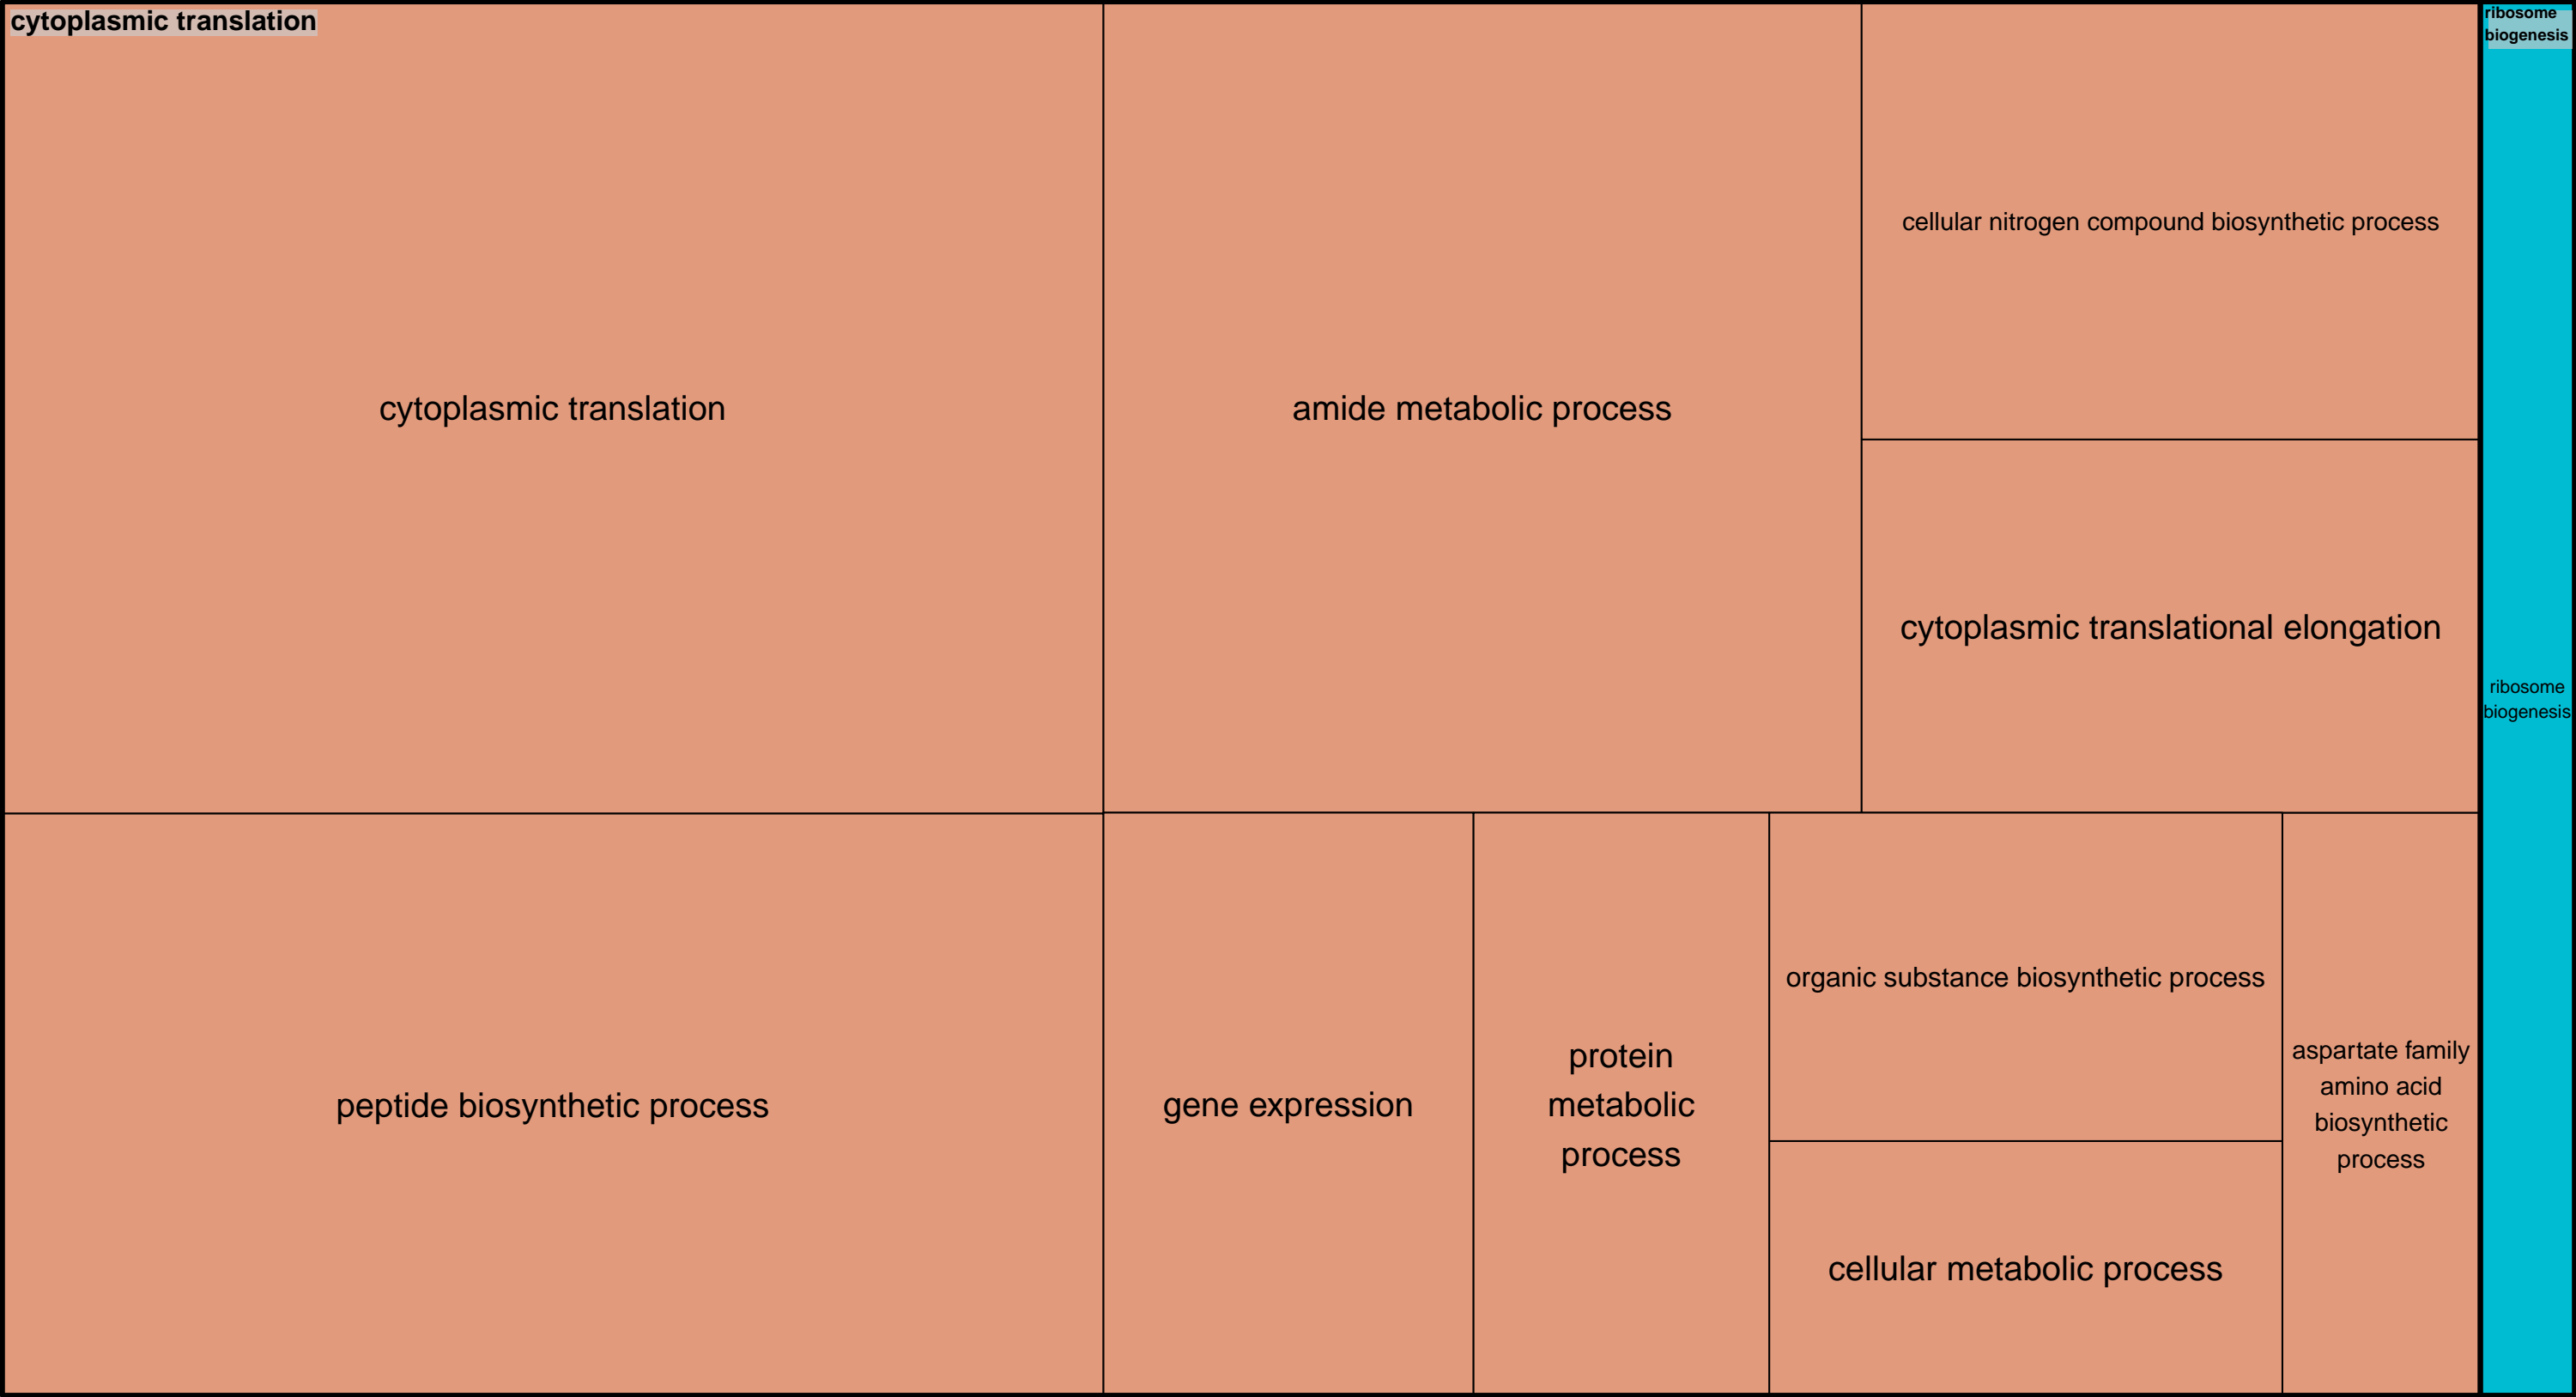 cytoplasmic translation
cytoplasmic translation
amide metabolic process
cellular nitrogen compound biosynthetic process
cytoplasmic translational elongation
peptide biosynthetic process
gene expression
protein
metabolic
process
organic substance biosynthetic process
cellular metabolic process
aspartate family
amino acid
biosynthetic
process
ribosome
biogenesis
ribosome
biogenesis